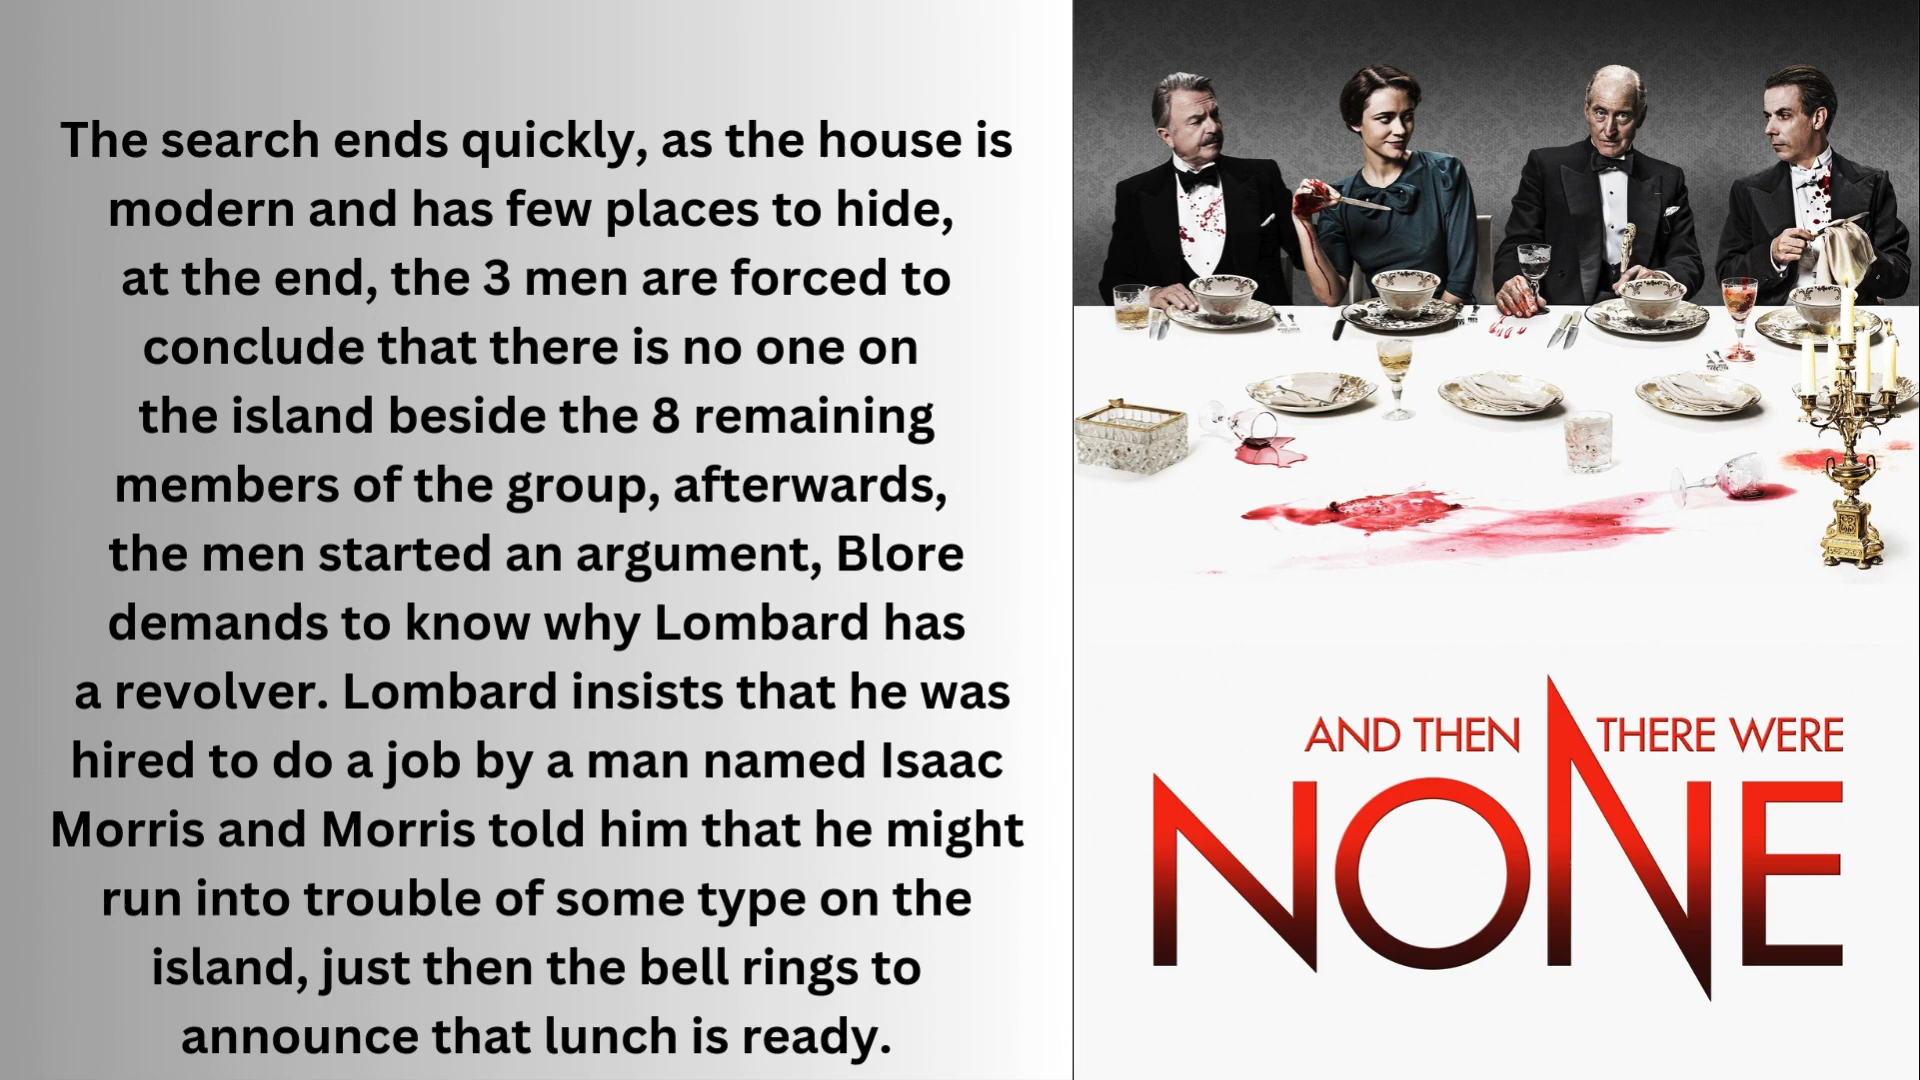 The search ends quickly, as the house is
modern and has few places to hide,
at the end, the 3 men are forced to
conclude that there is no one on
the island beside the 8 remaining
members of the group, afterwards,
the men started an argument, Blore
demands to know why Lombard has
a revolver. Lombard insists that he was
hired to do a job by a man named Isaac
Morris and Morris told him that he might
run into trouble of some type on the
island, just then the bell rings to
announce that lunch is ready.
AND THEN THERE WERE
NONE